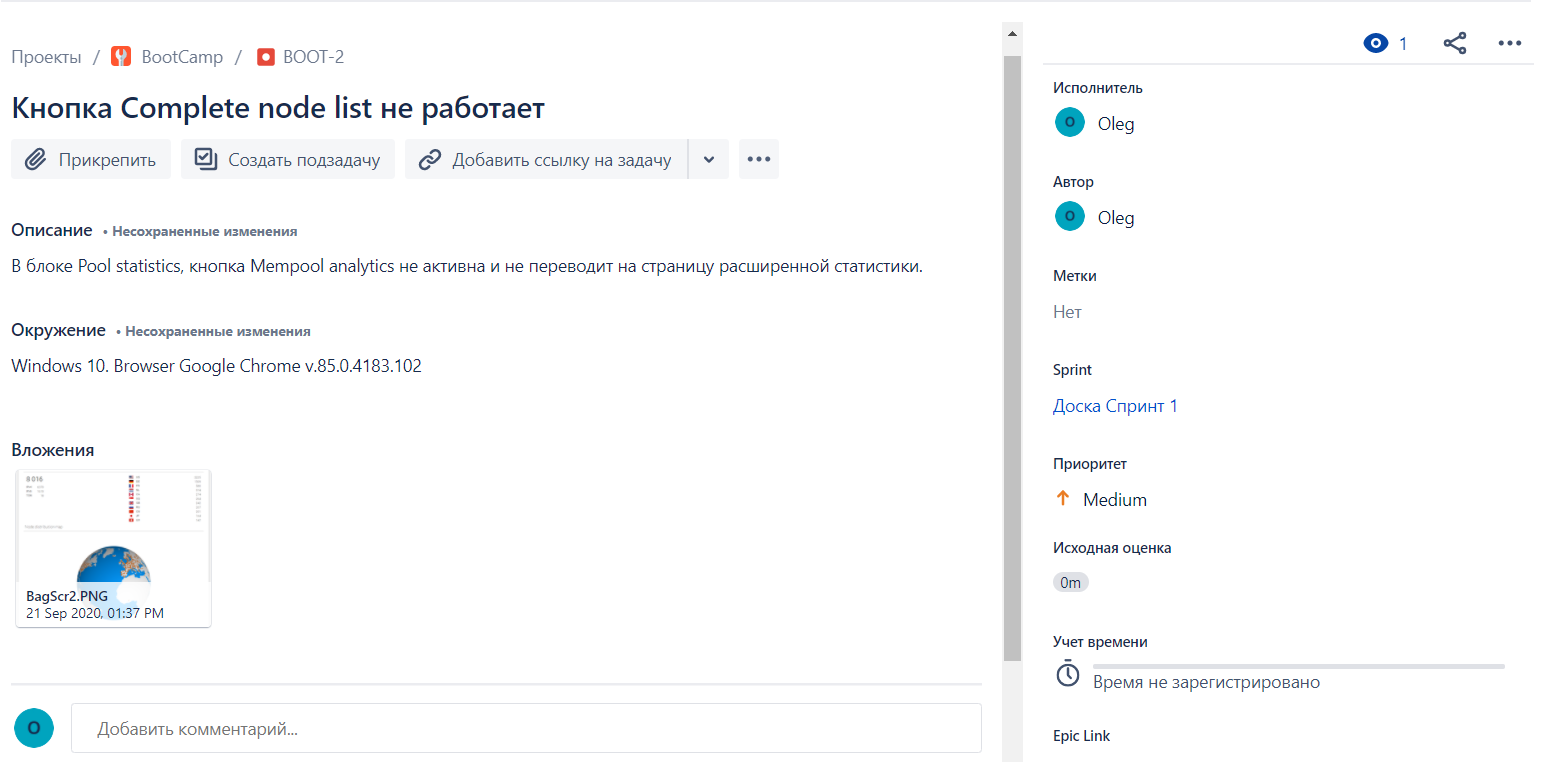 Проекты / BootCamp / BOOT-2
Кнопка Complete node list не работает
Прикрепить
Создать подзадачу
Добавить ссылку на задачу
Описание • Несохраненные изменения
В блоке Pool statistics, кнопка Mempool analytics не активна и не переводит на страницу расширенной статистики.
Окружение • Несохраненные изменения
Windows 10. Browser Google Chrome v.85.0.4183.102
Вложения
8 016
BagScr2.PNG
21 Sep 2020, 01:37 PM
O
Добавить комментарий...
1
Исполнитель
O Oleg
Автор
O Oleg
Метки
Нет
Sprint
Доска Спринт 1
Приоритет
Medium
Исходная оценка
0m
Учет времени
Время не зарегистрировано
Epic Link